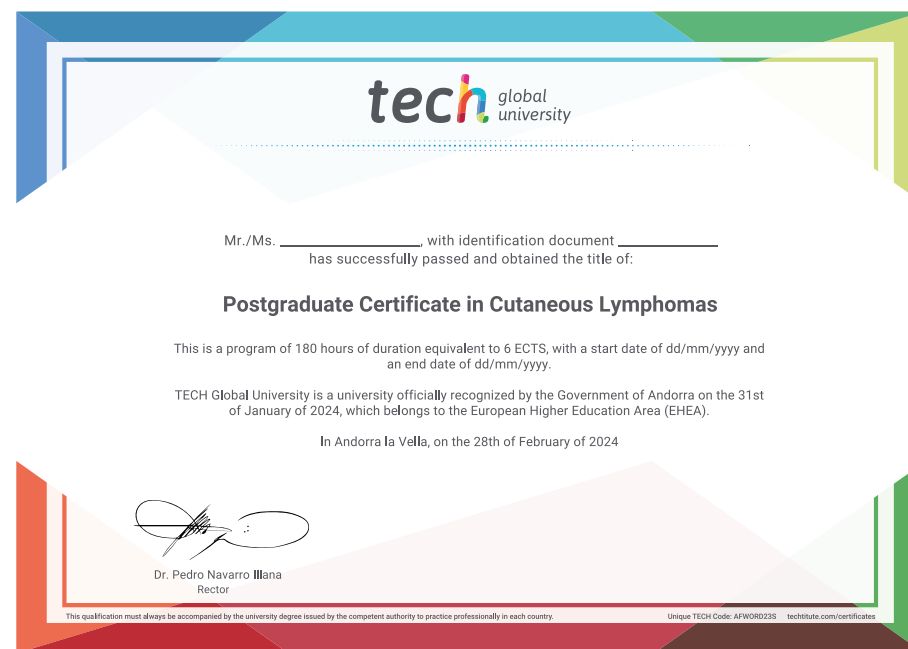 tech global
university
Mr./Ms. ____________, with identification document ____________
has successfully passed and obtained the title of:
Postgraduate Certificate in Cutaneous Lymphomas
This is a program of 180 hours of duration equivalent to 6 ECTS, with a start date of dd/mm/yyyy and
an end date of dd/mm/yyyy.
TECH Global University is a university officially recognized by the Government of Andorra on the 31st
of January of 2024, which belongs to the European Higher Education Area (EHEA).
In Andorra la Vella, on the 28th of February of 2024
Dr. Pedro Navarro Illana
Rector
This qualification must always be accompanied by the university degree issued by the competent authority to practice professionally in each country. Unique TECH Code: AFWORD23S techtitute.com/certificates